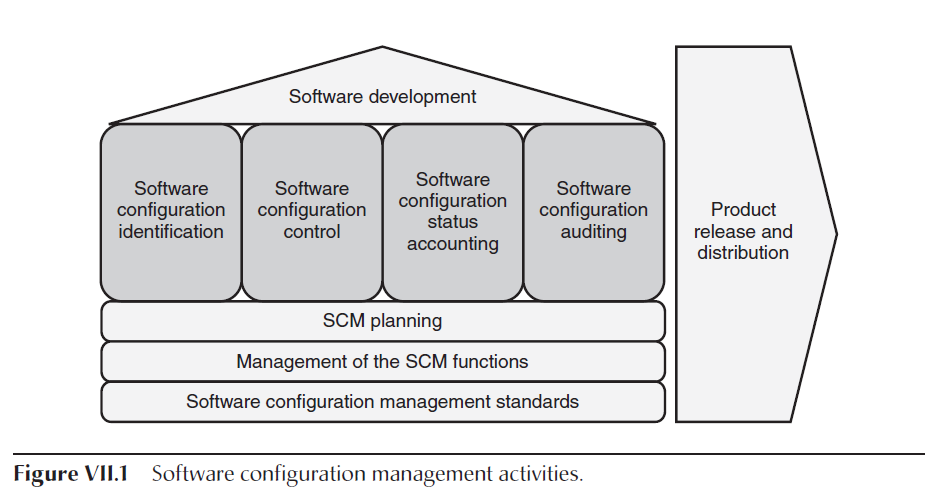 Software development
Software
configuration
identification
Software
configuration
control
Software
configuration
status
accounting
Software
configuration
auditing
Product
release and
distribution
SCM planning
Management of the SCM functions
Software configuration management standards
Figure VII.1 Software configuration management activities.